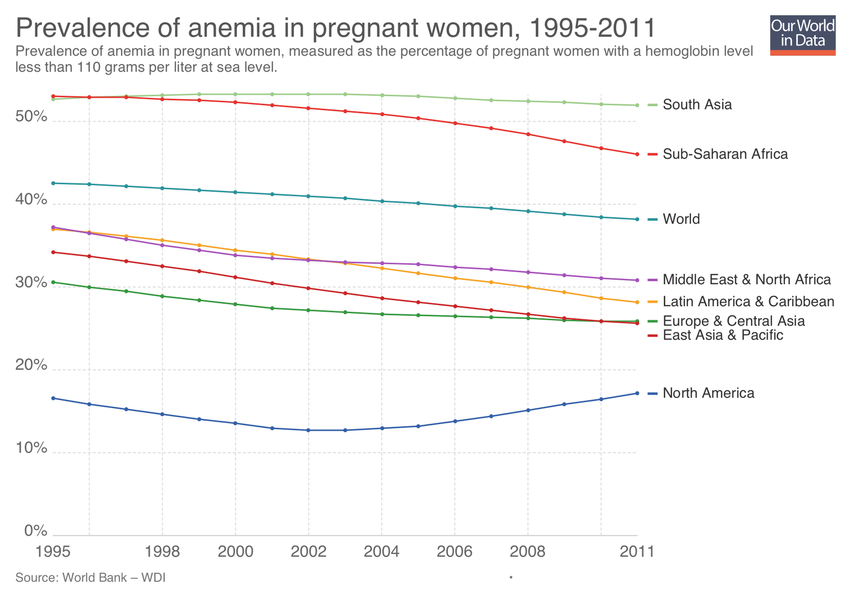 Prevalence of anemia in pregnant women, 1995-2011
Our World
in Data
Prevalence of anemia in pregnant women, measured as the percentage of pregnant women with a hemoglobin level
less than 110 grams per liter at sea level.
50%
40%
30%
20%
10%
0%
1995
1998
2000
2002
2004
2006
2008
2011
South Asia
Sub-Saharan Africa
World
Middle East & North Africa
Latin America & Caribbean
Europe & Central Asia
East Asia & Pacific
North America
Source: World Bank – WDI